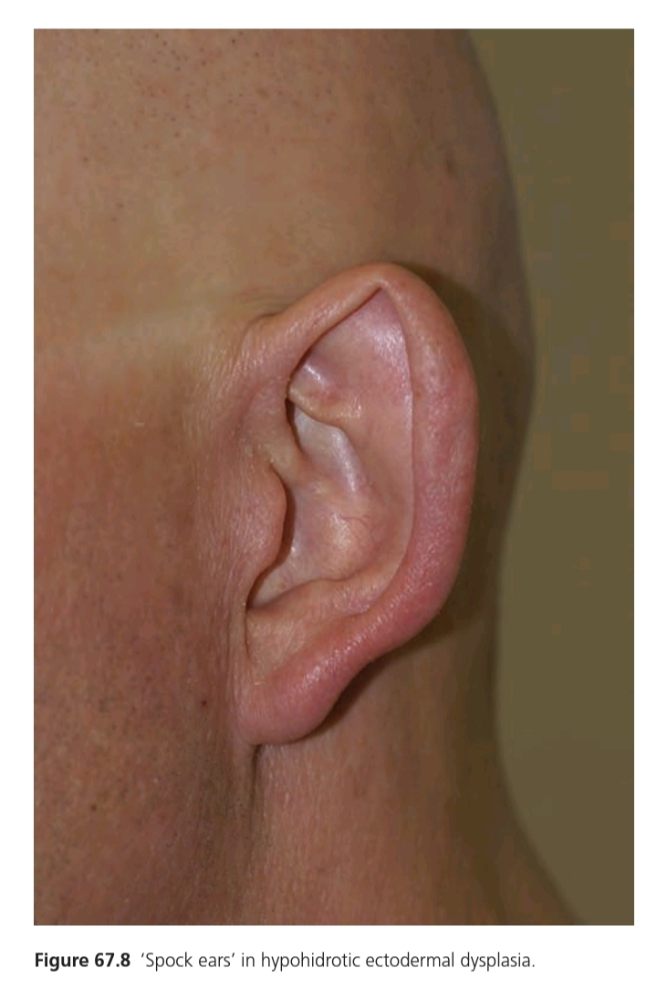 Figure 67.8 ‘Spock ears’ in hypohidrotic ectodermal dysplasia.